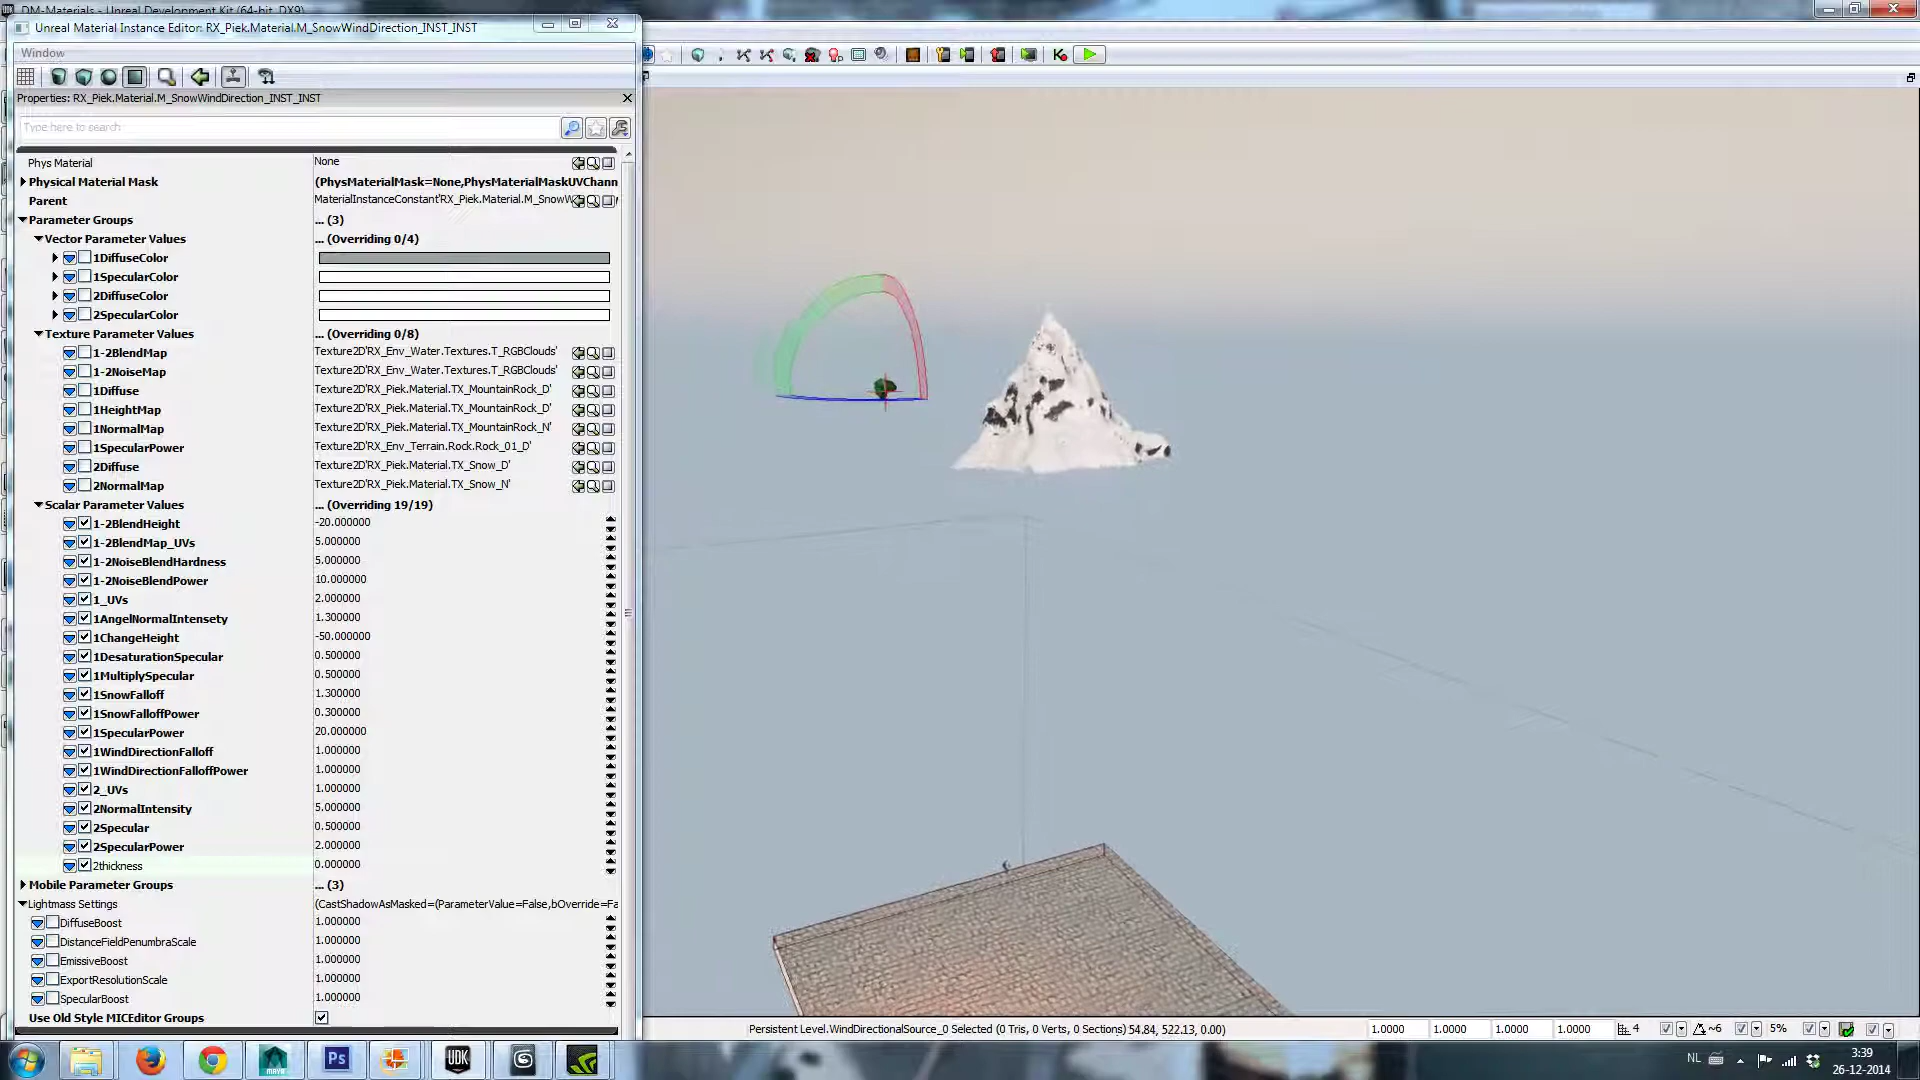 DM-Materials - Unreal Development Kit (64-bit, DX9)
Unreal Material Instance Editor: RX_Piek.Material.M_SnowWindDirection_INST_INST
Window
Properties: RX_Piek.Material.M_SnowWindDirection_INST_INST
Type here to search
Phys Material None
Physical Material Mask (PhysMaterialMask=None,PhysMaterialMaskUVChann
Parent MaterialInstanceConstant'RX_Piek.Material.M_SnowW
Parameter Groups ... (3)
Vector Parameter Values ... (Overriding 0/4)
1DiffuseColor
1SpecularColor
2DiffuseColor
2SpecularColor
Texture Parameter Values ... (Overriding 0/8)
1-2BlendMap Texture2D'RX_Env_Water.Textures.T_RGBClouds'
1-2NoiseMap Texture2D'RX_Env_Water.Textures.T_RGBClouds'
1Diffuse Texture2D'RX_Piek.Material.TX_MountainRock_D'
1HeightMap Texture2D'RX_Piek.Material.TX_MountainRock_D'
1NormalMap Texture2D'RX_Piek.Material.TX_MountainRock_N'
1SpecularPower Texture2D'RX_Env_Terrain.Rock.Rock_01_D'
2Diffuse Texture2D'RX_Piek.Material.TX_Snow_D'
2NormalMap Texture2D'RX_Piek.Material.TX_Snow_N'
Scalar Parameter Values ... (Overriding 19/19)
1-2BlendHeight -20.000000
1-2BlendMap_UVs 5.000000
1-2NoiseBlendHardness 5.000000
1-2NoiseBlendPower 10.000000
1_UVs 2.000000
1AngelNormalIntensety 1.300000
1ChangeHeight -50.000000
1DesaturationSpecular 0.500000
1MultiplySpecular 0.500000
1SnowFalloff 1.300000
1SnowFalloffPower 0.300000
1SpecularPower 20.000000
1WindDirectionFalloff 1.000000
1WindDirectionFalloffPower 1.000000
2_UVs 1.000000
2NormalIntensity 5.000000
2Specular 0.500000
2SpecularPower 2.000000
2thickness 0.000000
Mobile Parameter Groups ... (3)
Lightmass Settings (CastShadowAsMasked=(ParameterValue=False,bOverride=Fa
DiffuseBoost 1.000000
DistanceFieldPenumbraScale 1.000000
EmissiveBoost 1.000000
ExportResolutionScale 1.000000
SpecularBoost 1.000000
Use Old Style MICEditor Groups
Persistent Level.WindDirectionalSource_0 Selected (0 Tris, 0 Verts, 0 Sections) 54.84, 522.13, 0.00) 1.0000 1.0000 1.0000 1.0000 4 ~6 5%
MAYA Ps UDK NL 3:39
26-12-2014